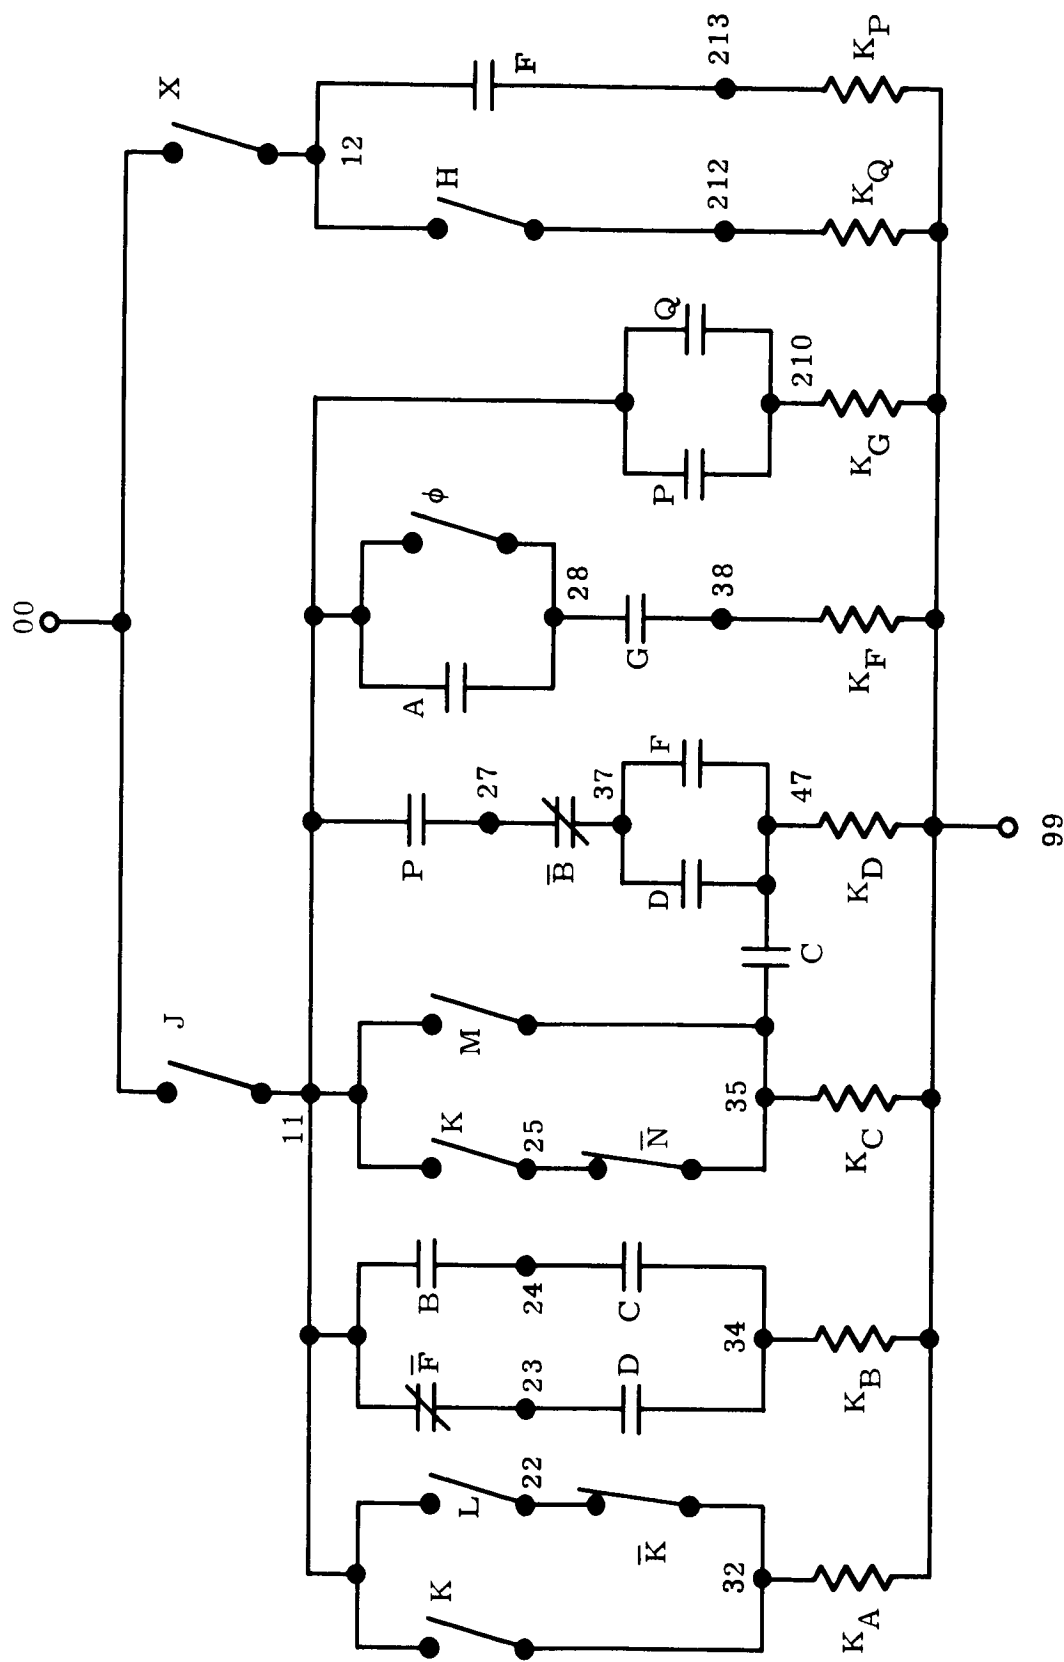 00
J
X
11
12
K
L
22
K̅
32
K_A
F̅
B
23
24
D
C
34
K_B
K
M
25
N̅
35
K_C
C
P
27
B̅
37
D
F
47
K_D
A
ϕ
28
G
38
K_F
P
Q
210
K_G
H
F
212
213
K_Q
K_P
99